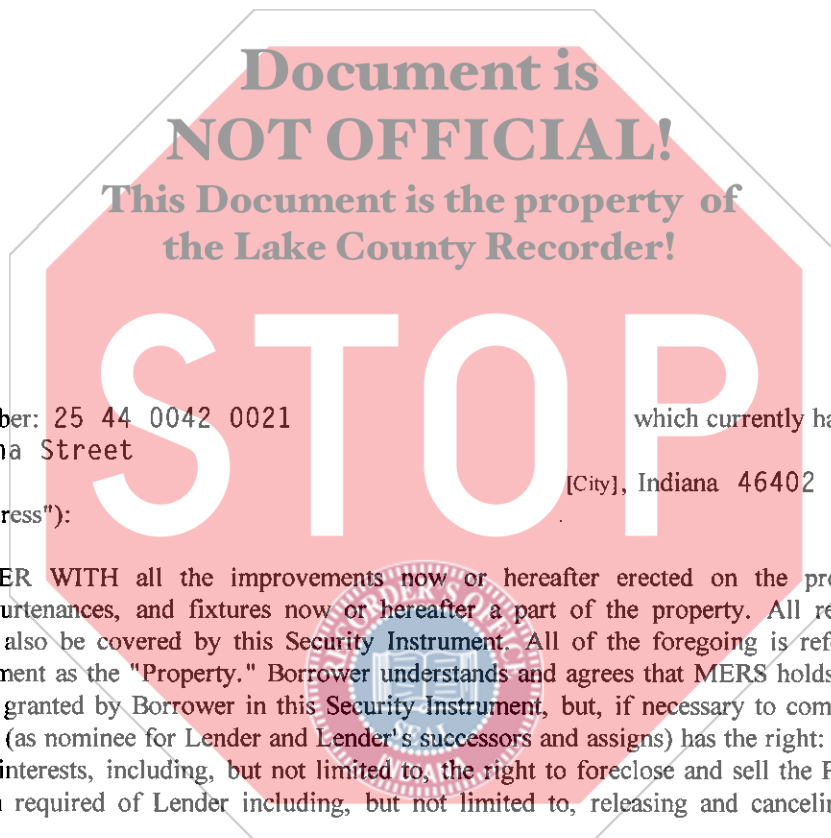 Document is
NOT OFFICIAL!
This Document is the property of
the Lake County Recorder!
STOP
ber: 25 44 0042 0021 which currently ha
na Street
[City], Indiana 46402
ress"):
ER WITH all the improvements now or hereafter erected on the pro
urtenances, and fixtures now or hereafter a part of the property. All re
also be covered by this Security Instrument. All of the foregoing is ref
ment as the "Property." Borrower understands and agrees that MERS holds
granted by Borrower in this Security Instrument, but, if necessary to com
(as nominee for Lender and Lender's successors and assigns) has the right:
interests, including, but not limited to, the right to foreclose and sell the P
required of Lender including, but not limited to, releasing and cancelin
RECORDER'S OFFICE
SEAL
INDIANA